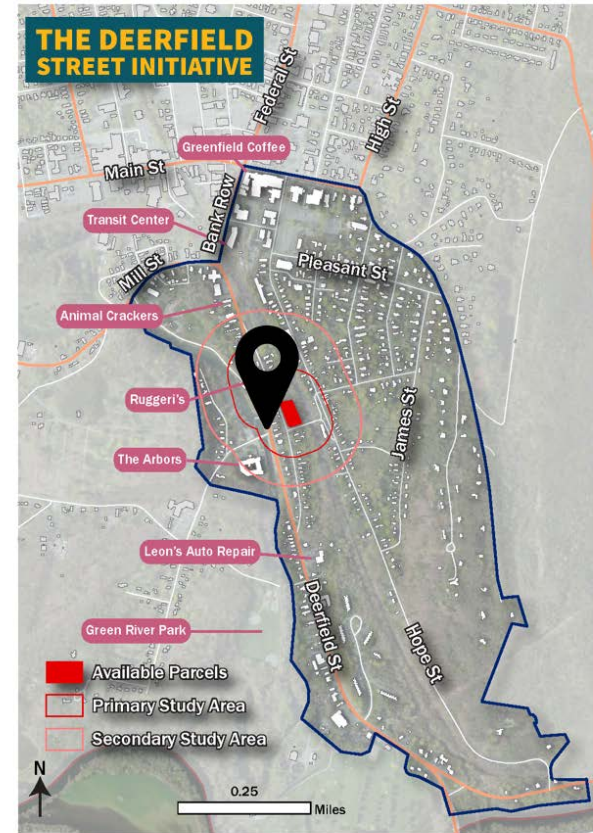 THE DEERFIELD
STREET INITIATIVE
Federal St
High St
Greenfield Coffee
Main St
Bank Row
Transit Center
Pleasant St
Mill St
Animal Crackers
Ruggeri's
James St
The Arbors
Leon's Auto Repair
Deerfield St
Hope St
Green River Park
Available Parcels
Primary Study Area
Secondary Study Area
N
0.25
Miles